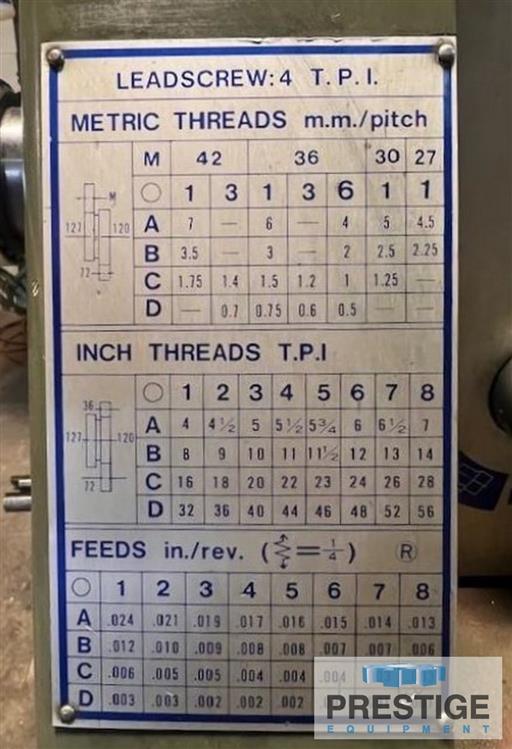 LEADSCREW: 4 T.P.I.
METRIC THREADS m.m./pitch
M 42 36 30 27
1 3 1 3 6 1 1
A 7 — 6 — 4 5 4.5
B 3.5 — 3 — 2 2.5 2.25
C 1.75 1.4 1.5 1.2 1 1.25 —
D — 0.7 0.75 0.6 0.5
M
127 120
72
INCH THREADS T.P.I
1 2 3 4 5 6 7 8
A 4 4½ 5 5½ 5¾ 6 6½ 7
B 8 9 10 11 11½ 12 13 14
C 16 18 20 22 23 24 26 28
D 32 36 40 44 46 48 52 56
36
127 120
72
FEEDS in./rev. ( = ¼ ) Ⓡ
1 2 3 4 5 6 7 8
A .024 .021 .019 .017 .016 .015 .014 .013
B .012 .010 .009 .008 .008 .007 .007 .006
C .006 .005 .005 .004 .004 .004
D .003 .003 .002 .002 .002
PRESTIGE
EQUIPMENT